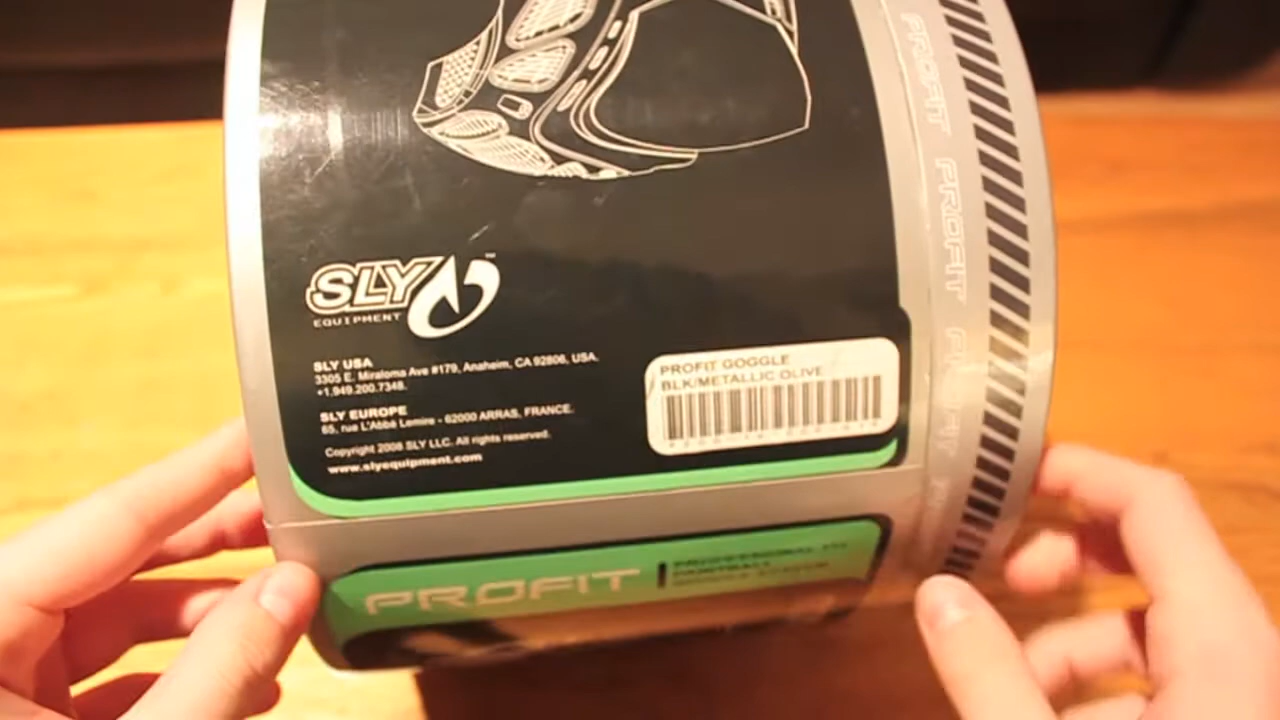 SLY
EQUIPMENT
SLY USA
3305 E. Miraloma Ave #179, Anaheim, CA 92806, USA.
+1.949.200.7348.
SLY EUROPE
65, rue L'Abbé Lemire - 62000 ARRAS, FRANCE.
Copyright 2008 SLY LLC. All rights reserved.
www.slyequipment.com
PROFIT GOGGLE
BLK/METALLIC OLIVE
PROFIT
PROFIT
PROFIT
PROFIT
PROFESSIONAL
PAINTBALL